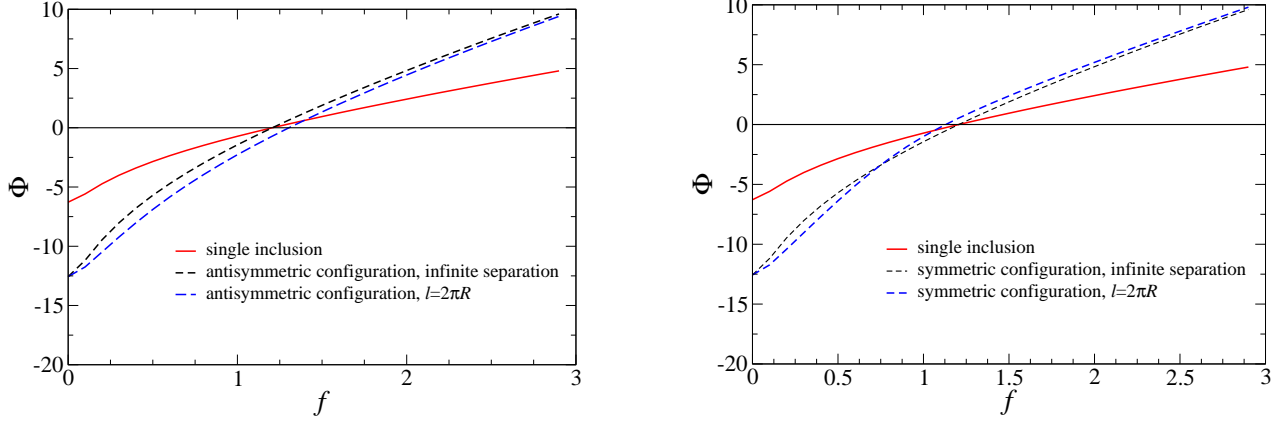 10
5
0
-5
-10
-15
-20
Φ
single inclusion
antisymmetric configuration, infinite separation
antisymmetric configuration, l=2πR
0
1
2
3
f
10
5
0
-5
-10
-15
-20
Φ
single inclusion
symmetric configuration, infinite separation
symmetric configuration, l=2πR
0
0.5
1
1.5
2
2.5
3
f